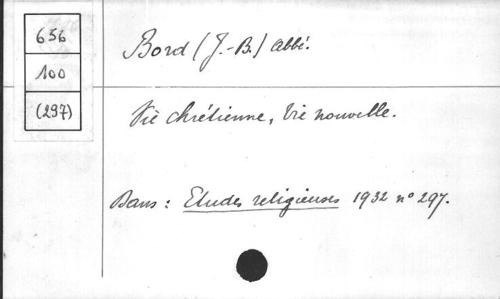 656
100
(297)
Bord (J.-B.) abbé.
Vie chrétienne, Vie nouvelle.
Dans : Etudes religieuses 1932 n° 297.